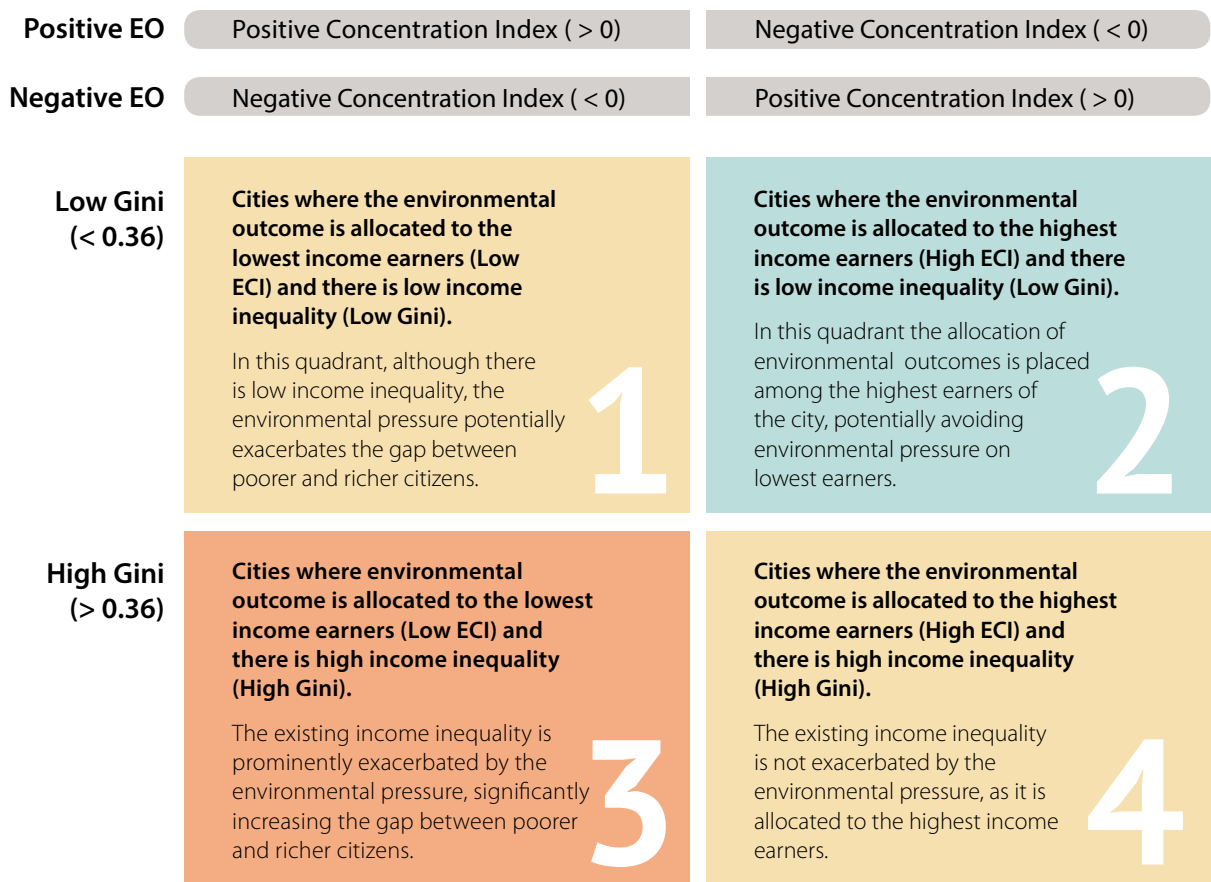 Positive EO
Positive Concentration Index ( > 0)
Negative Concentration Index ( < 0)
Negative EO
Negative Concentration Index ( < 0)
Positive Concentration Index ( > 0)
Low Gini
(< 0.36)
Cities where the environmental
outcome is allocated to the
lowest income earners (Low
ECI) and there is low income
inequality (Low Gini).
In this quadrant, although there
is low income inequality, the
environmental pressure potentially
exacerbates the gap between
poorer and richer citizens.
1
Cities where the environmental
outcome is allocated to the highest
income earners (High ECI) and there
is low income inequality (Low Gini).
In this quadrant the allocation of
environmental outcomes is placed
among the highest earners of
the city, potentially avoiding
environmental pressure on
lowest earners.
2
High Gini
(> 0.36)
Cities where environmental
outcome is allocated to the lowest
income earners (Low ECI) and
there is high income inequality
(High Gini).
The existing income inequality is
prominently exacerbated by the
environmental pressure, significantly
increasing the gap between poorer
and richer citizens.
3
Cities where the environmental
outcome is allocated to the highest
income earners (High ECI) and
there is high income inequality
(High Gini).
The existing income inequality
is not exacerbated by the
environmental pressure, as it is
allocated to the highest income
earners.
4